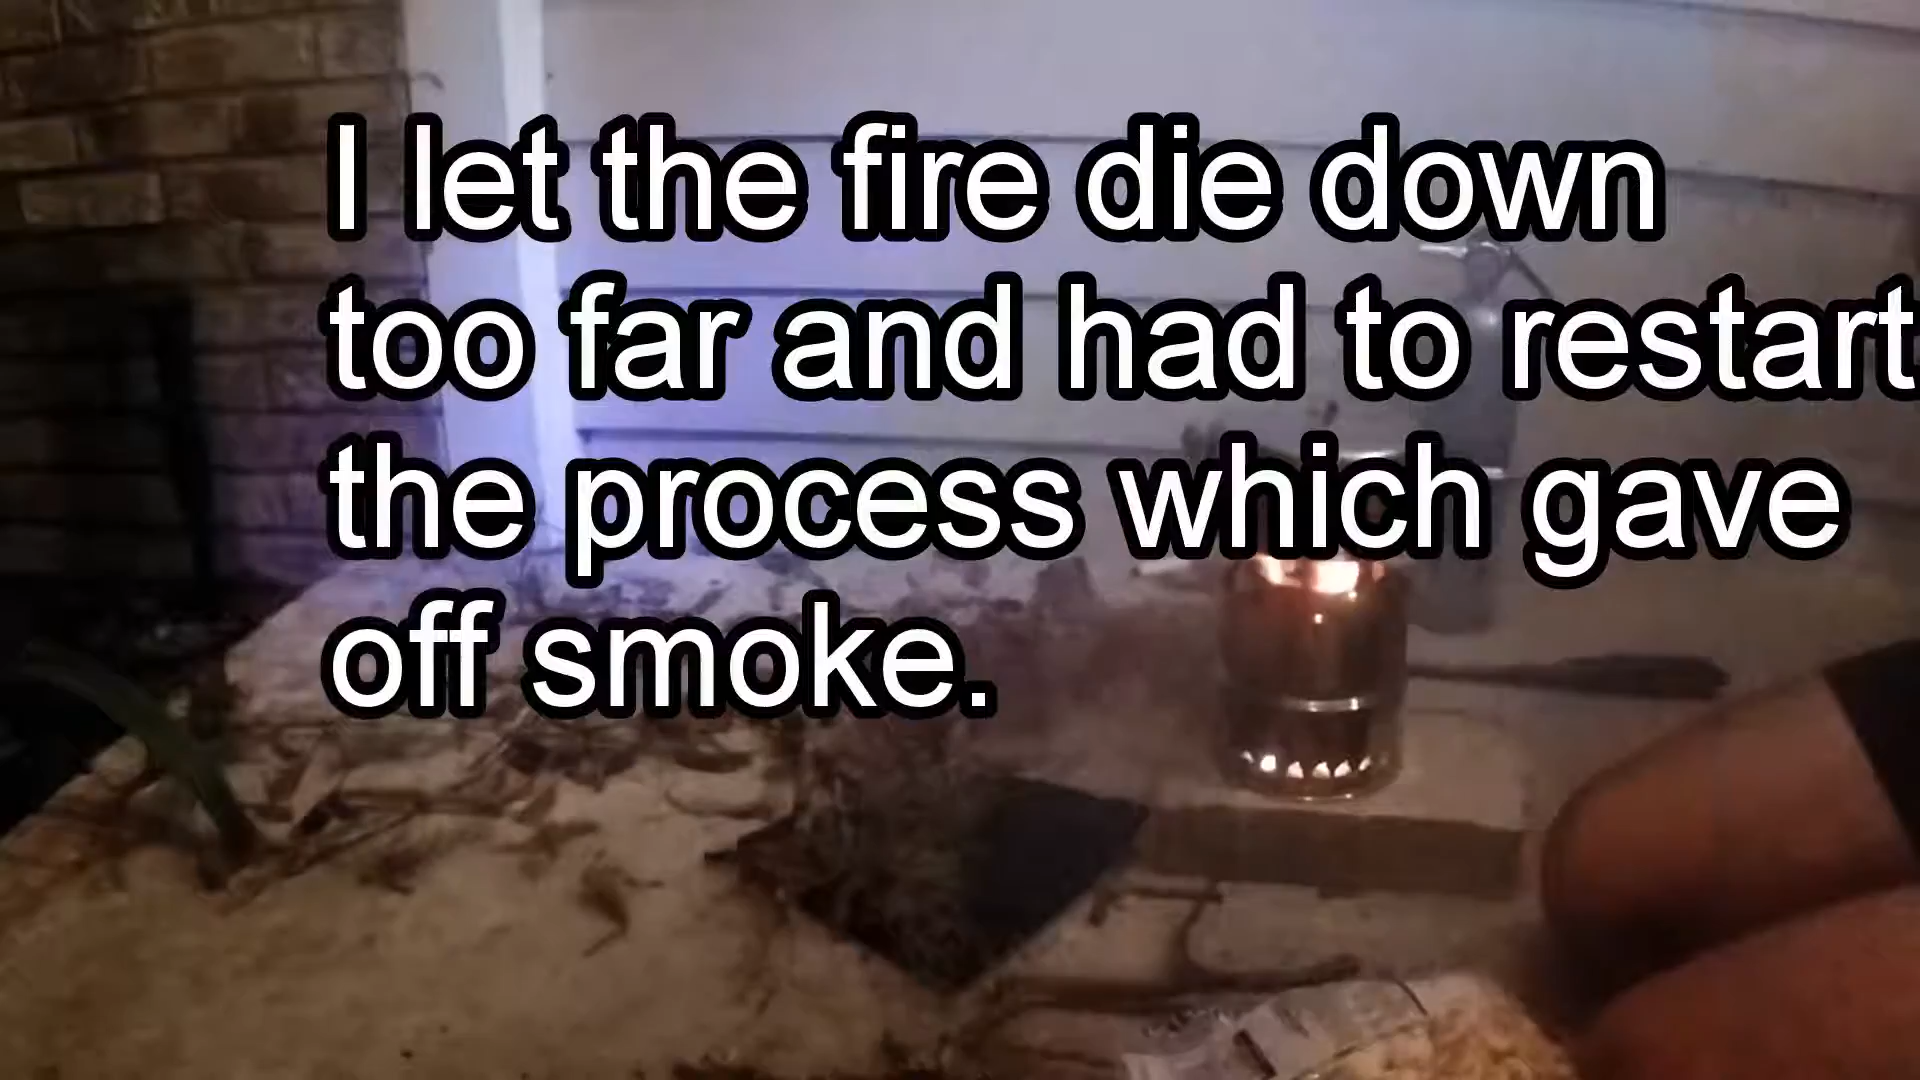 I let the fire die down
too far and had to restart
the process which gave
off smoke.